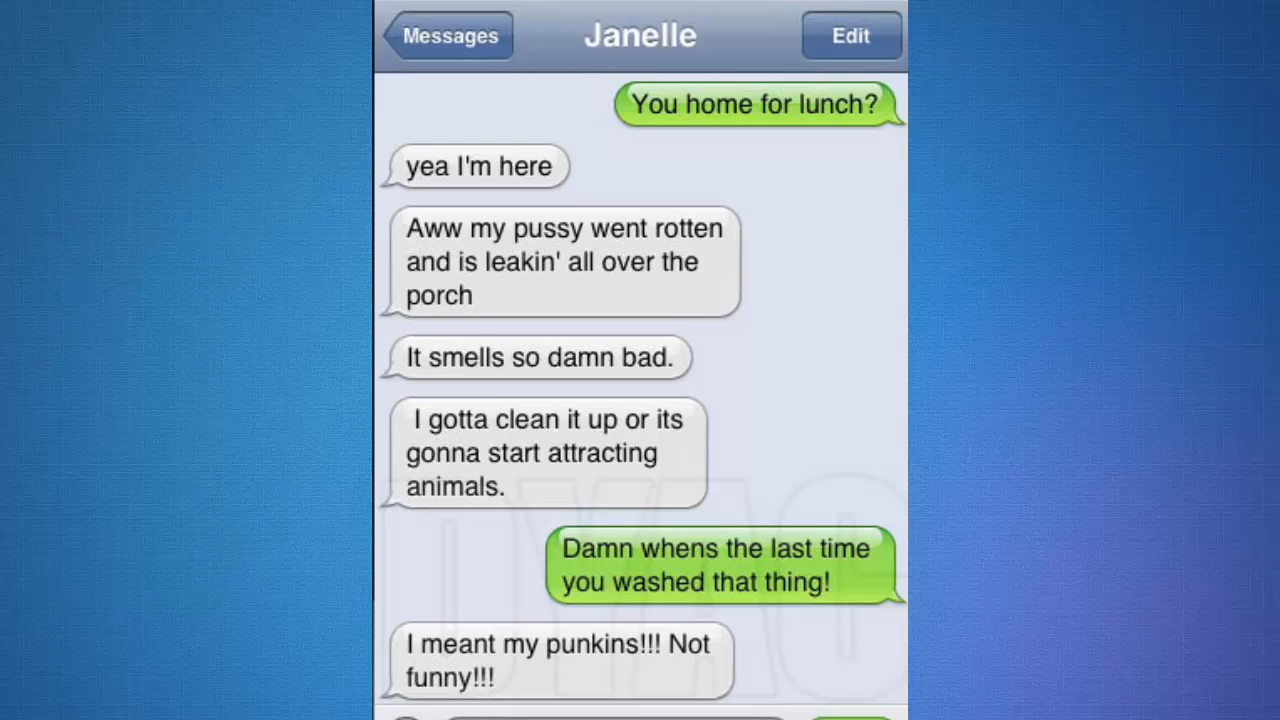 Messages
Janelle
Edit
You home for lunch?
yea I'm here
Aww my pussy went rotten
and is leakin' all over the
porch
It smells so damn bad.
I gotta clean it up or its
gonna start attracting
animals.
Damn whens the last time
you washed that thing!
I meant my punkins!!! Not
funny!!!
DYAC